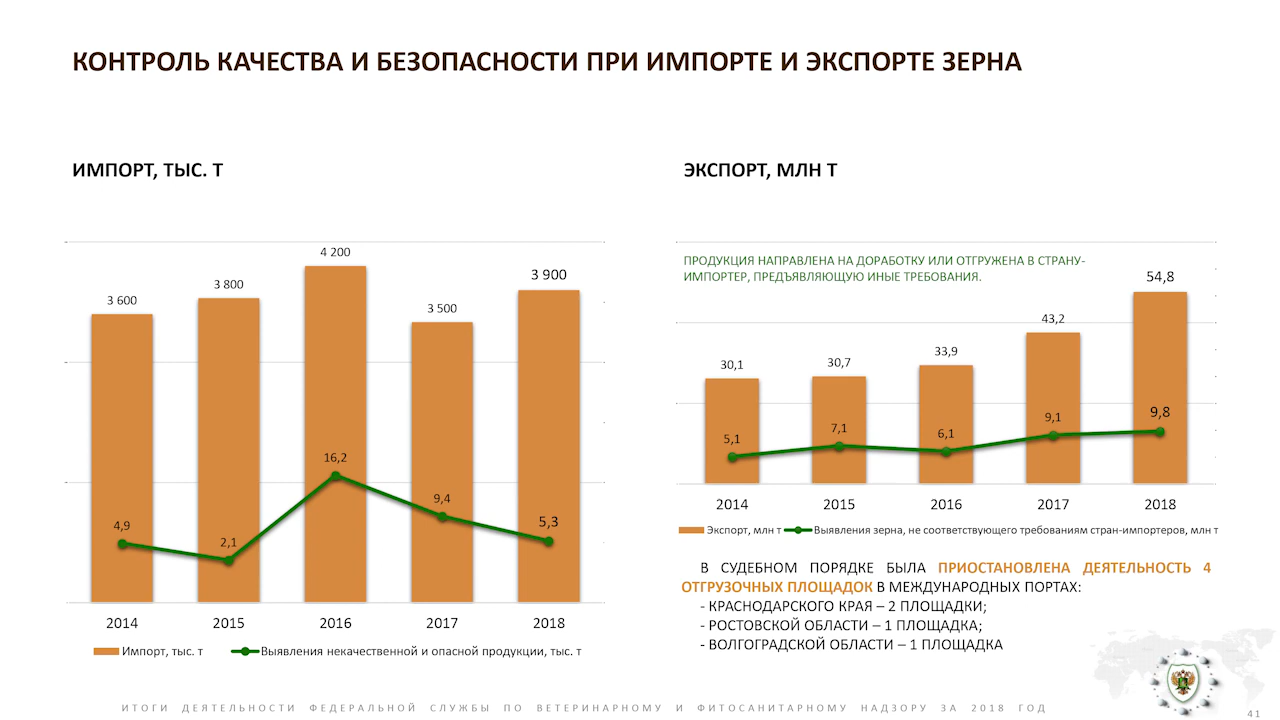 КОНТРОЛЬ КАЧЕСТВА И БЕЗОПАСНОСТИ ПРИ ИМПОРТЕ И ЭКСПОРТЕ ЗЕРНА
ИМПОРТ, ТЫС. Т
4 200
3 900
3 800
3 600
3 500
16,2
9,4
4,9
5,3
2,1
2014 2015 2016 2017 2018
Импорт, тыс. т Выявления некачественной и опасной продукции, тыс. т
ЭКСПОРТ, МЛН Т
ПРОДУКЦИЯ НАПРАВЛЕНА НА ДОРАБОТКУ ИЛИ ОТГРУЖЕНА В СТРАНУ-
ИМПОРТЕР, ПРЕДЪЯВЛЯЮЩУЮ ИНЫЕ ТРЕБОВАНИЯ.
54,8
43,2
33,9
30,1 30,7
9,8
9,1
7,1
6,1
5,1
2014 2015 2016 2017 2018
Экспорт, млн т Выявления зерна, не соответствующего требованиям стран-импортеров, млн т
В СУДЕБНОМ ПОРЯДКЕ БЫЛА ПРИОСТАНОВЛЕНА ДЕЯТЕЛЬНОСТЬ 4
ОТГРУЗОЧНЫХ ПЛОЩАДОК В МЕЖДУНАРОДНЫХ ПОРТАХ:
- КРАСНОДАРСКОГО КРАЯ – 2 ПЛОЩАДКИ;
- РОСТОВСКОЙ ОБЛАСТИ – 1 ПЛОЩАДКА;
- ВОЛГОГРАДСКОЙ ОБЛАСТИ – 1 ПЛОЩАДКА
ИТОГИ ДЕЯТЕЛЬНОСТИ ФЕДЕРАЛЬНОЙ СЛУЖБЫ ПО ВЕТЕРИНАРНОМУ И ФИТОСАНИТАРНОМУ НАДЗОРУ ЗА 2018 ГОД
41